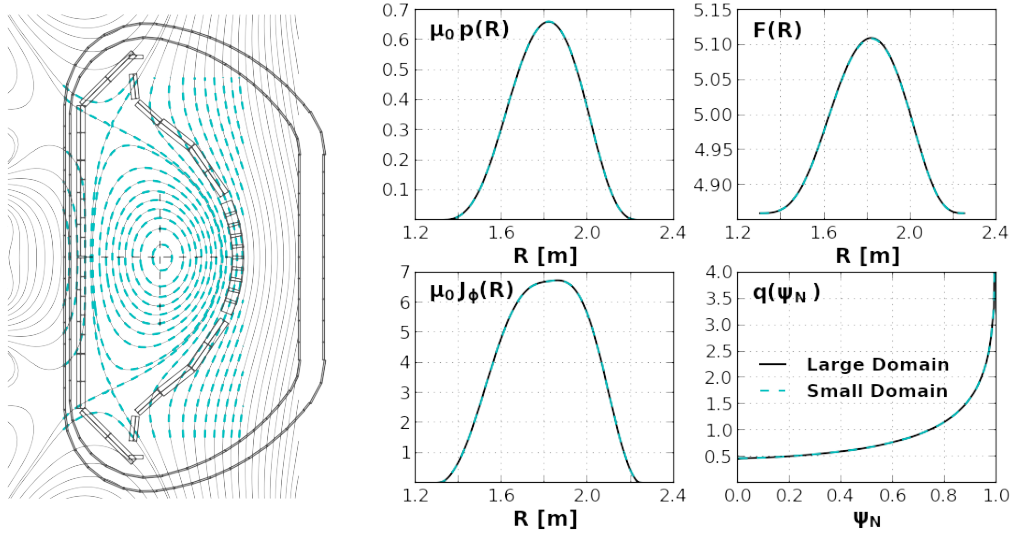 μ₀ p(R)
0.7
0.6
0.5
0.4
0.3
0.2
0.1
1.2 1.6 2.0 2.4
R [m]
F(R)
5.15
5.10
5.05
5.00
4.95
4.90
1.2 1.6 2.0 2.4
R [m]
μ₀ J_ϕ(R)
7
6
5
4
3
2
1
1.2 1.6 2.0 2.4
R [m]
q(ψ_N )
4.0
3.5
3.0
2.5
2.0
1.5
1.0
0.5
Large Domain
Small Domain
0.0 0.2 0.4 0.6 0.8 1.0
ψ_N